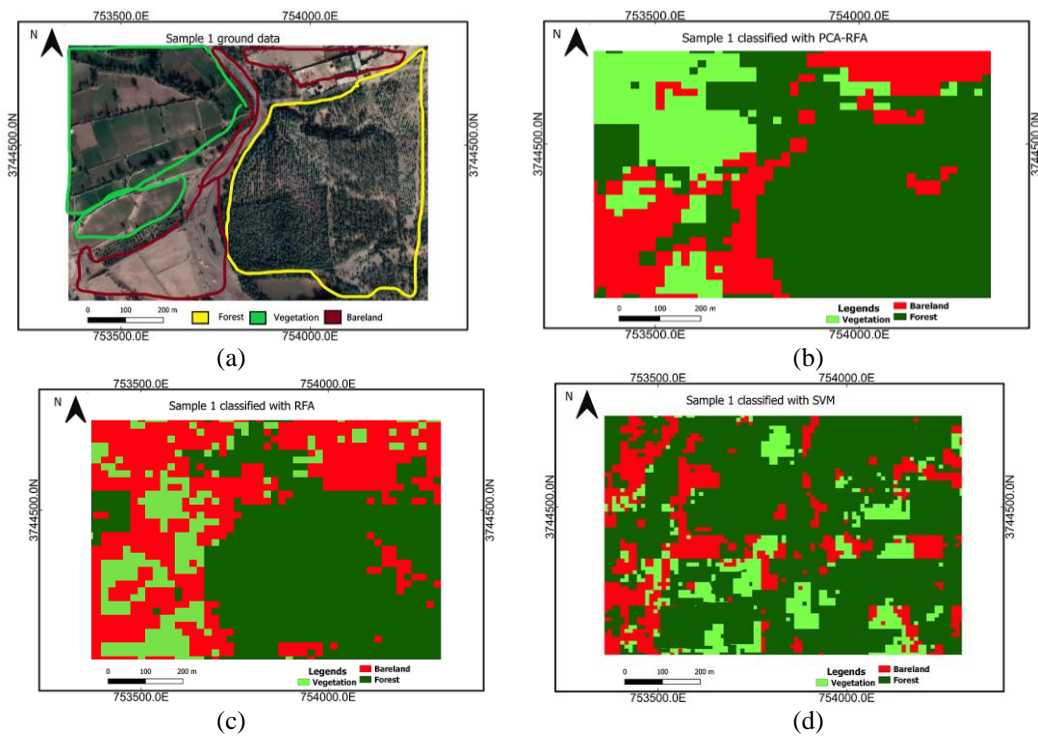 753500.0E 754000.0E
N
Sample 1 ground data
3744500.0N
3744500.0N
0 100 200 m
Forest Vegetation Bareland
753500.0E 754000.0E
(a)
753500.0E 754000.0E
N
Sample 1 classified with PCA-RFA
3744500.0N
3744500.0N
0 100 200 m
Legends
Bareland
Vegetation
Forest
753500.0E 754000.0E
(b)
753500.0E 754000.0E
N
Sample 1 classified with RFA
3744500.0N
3744500.0N
0 100 200 m
Legends
Bareland
Vegetation
Forest
753500.0E 754000.0E
(c)
753500.0E 754000.0E
N
Sample 1 classified with SVM
3744500.0N
3744500.0N
0 100 200 m
Legends
Bareland
Vegetation
Forest
753500.0E 754000.0E
(d)